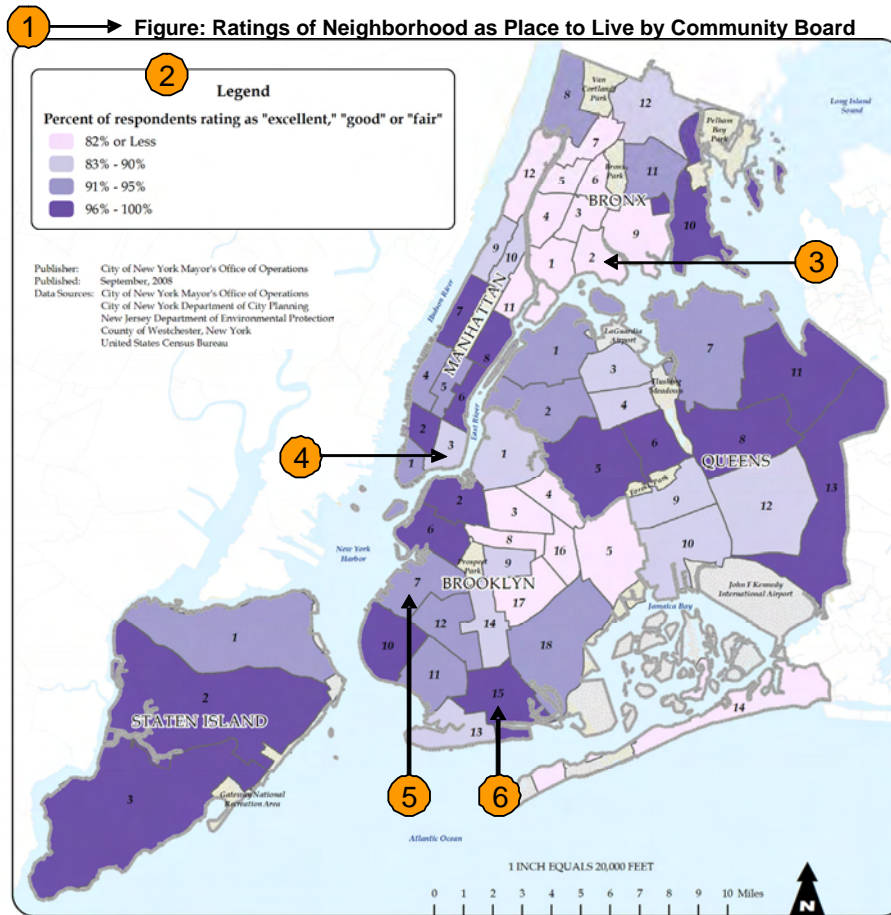 1 Figure: Ratings of Neighborhood as Place to Live by Community Board
2
Legend
Percent of respondents rating as "excellent," "good" or "fair"
82% or Less
83% - 90%
91% - 95%
96% - 100%
Publisher: City of New York Mayor's Office of Operations
Published: September, 2008
Data Sources: City of New York Mayor's Office of Operations
City of New York Department of City Planning
New Jersey Department of Environmental Protection
County of Westchester, New York
United States Census Bureau
Van
Cortlandt
Park
Long Island
Sound
Pelham
Bay
Park
8
12
7
Bronx
Park
11
12
5
6
BRONX
4
3
10
9
9
10
1
2
3
11
Hudson River
7
MANHATTAN
8
LaGuardia
Airport
1
7
3
11
4
5
6
Flushing
Meadows
East River
2
4
2
3
6
8
4
1
5
QUEENS
1
13
2
4
Forest Park
9
12
3
6
8
10
New York
Harbor
Prospect
Park
9
16
5
7
BROOKLYN
John F Kennedy
International Airport
17
Jamaica Bay
1
12
14
10
18
11
2
15
14
STATEN ISLAND
13
3
Gateway National
Recreation Area
5
6
Atlantic Ocean
1 INCH EQUALS 20,000 FEET
0 1 2 3 4 5 6 7 8 9 10 Miles
N